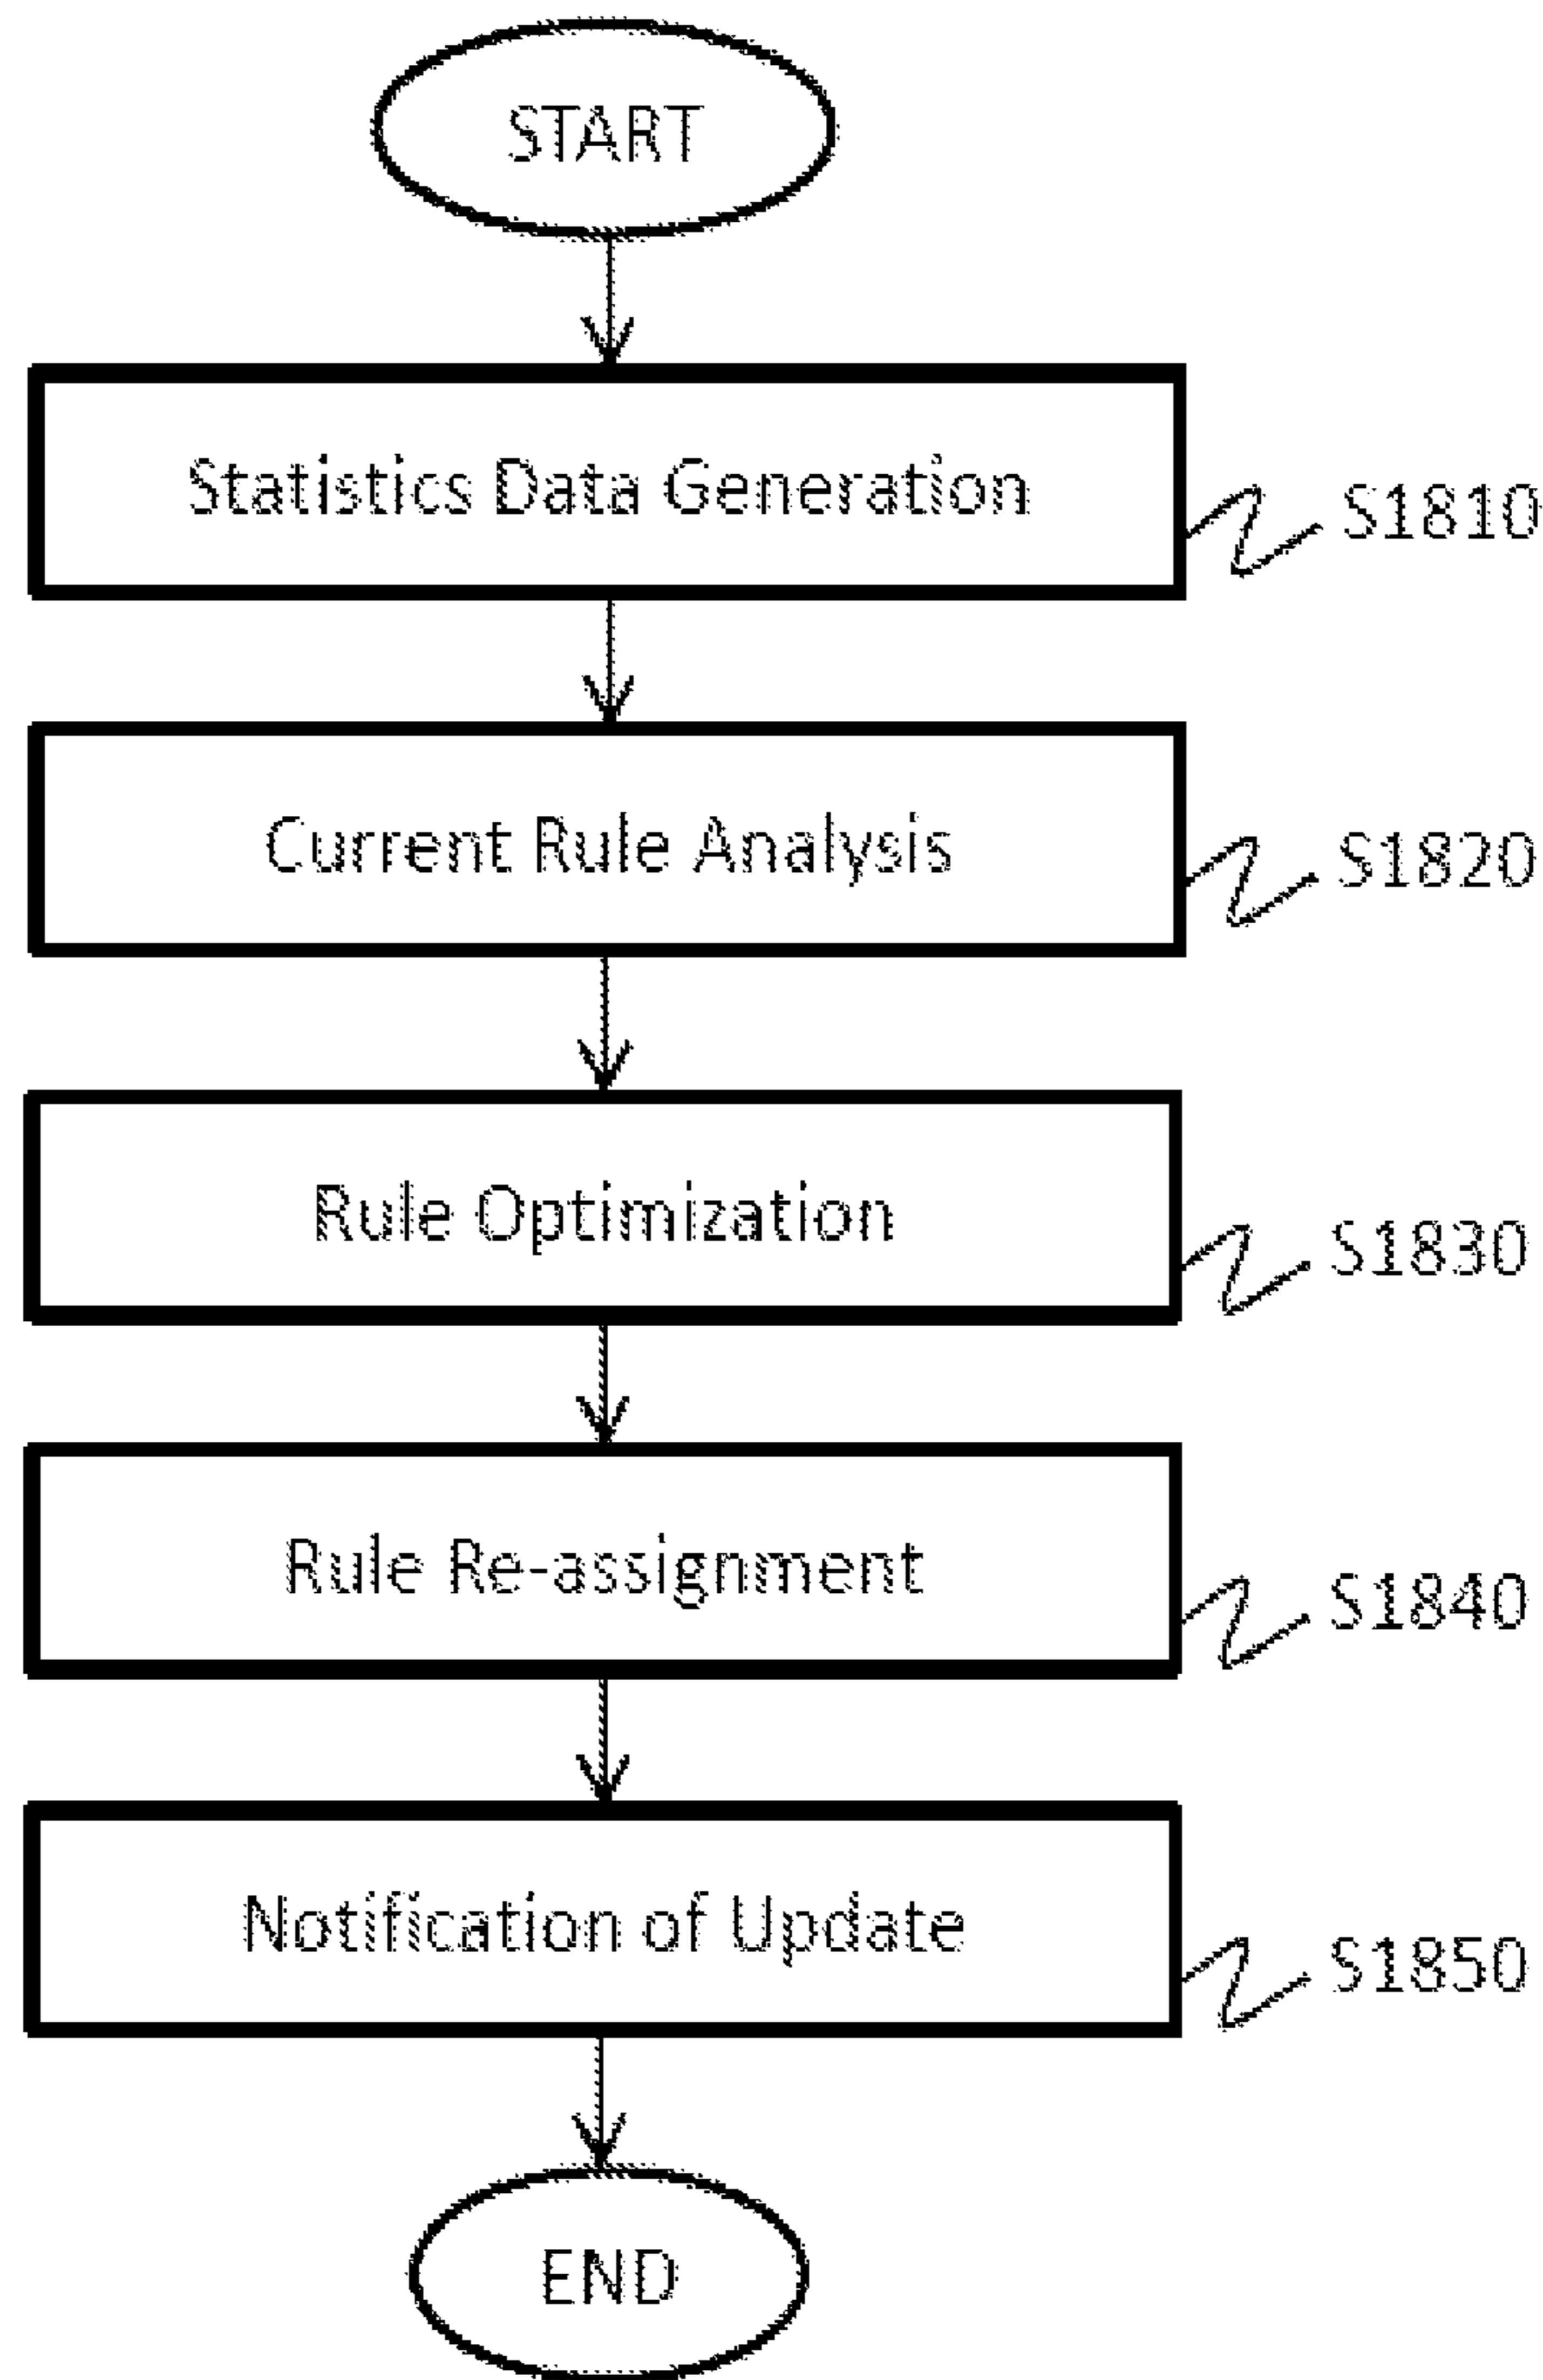 START
Statistics Data Generation
S1810
Current Rule Analysis
S1820
Rule Optimization
S1830
Rule Re-assignment
S1840
Notification of Update
S1850
END